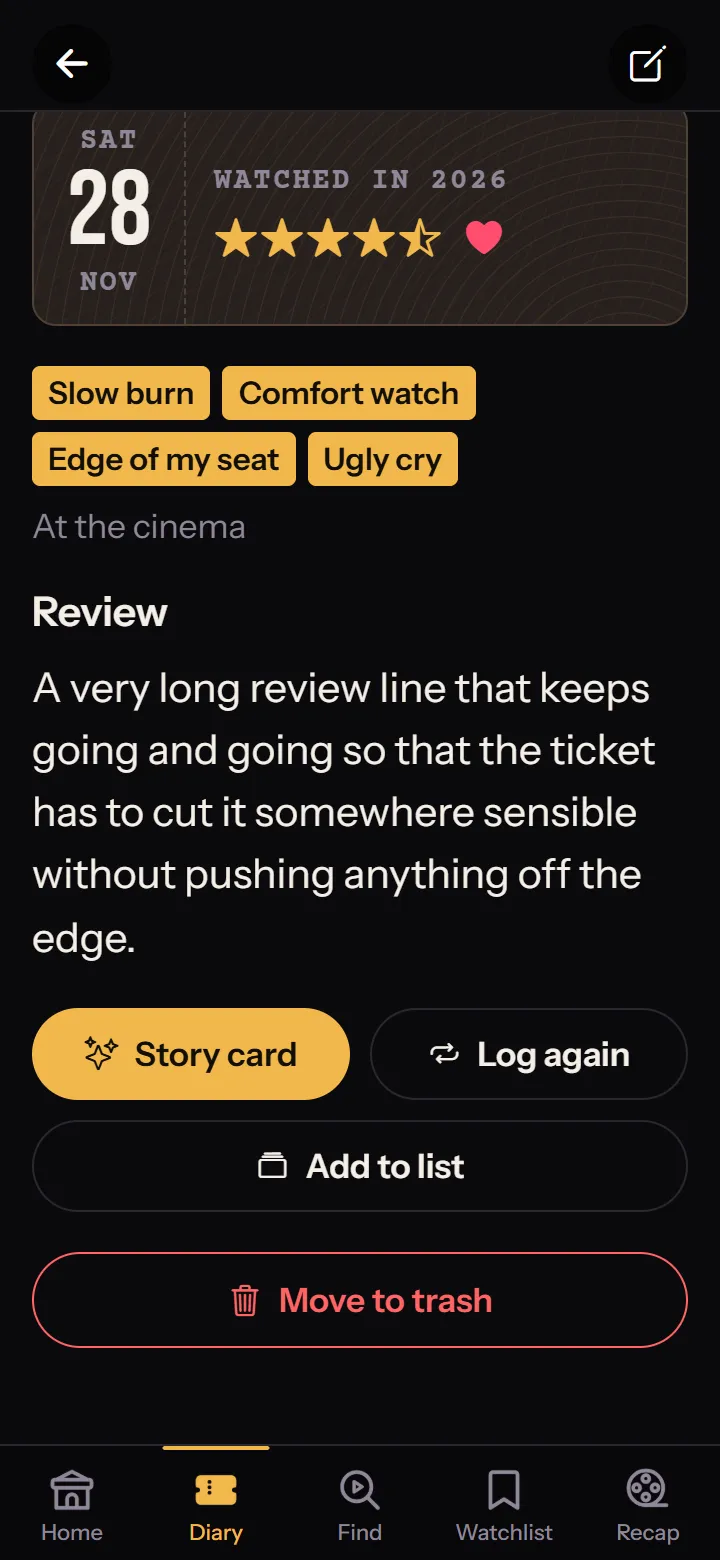 SAT
28
NOV
WATCHED IN 2026
Slow burn
Comfort watch
Edge of my seat
Ugly cry
At the cinema
Review
A very long review line that keeps
going and going so that the ticket
has to cut it somewhere sensible
without pushing anything off the
edge.
Story card
Log again
Add to list
Move to trash
Home
Diary
Find
Watchlist
Recap